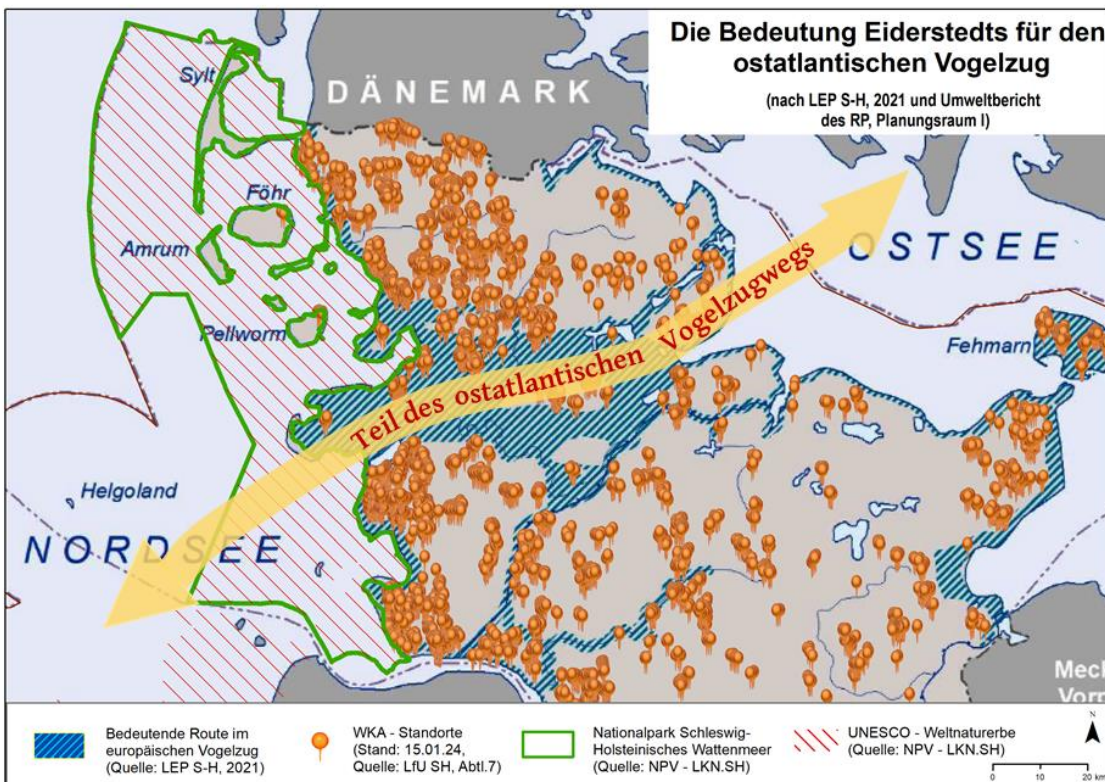 Die Bedeutung Eiderstedts für den
ostatlantischen Vogelzug
(nach LEP S-H, 2021 und Umweltbericht
des RP, Planungsraum I)
Sylt
DÄNEMARK
Föhr
Amrum
OSTSEE
Pellworm
Fehmarn
Teil des ostatlantischen Vogelzugwegs
Helgoland
NORDSEE
Meck
Vorp
Bedeutende Route im
europäischen Vogelzug
(Quelle: LEP S-H, 2021)
WKA - Standorte
(Stand: 15.01.24,
Quelle: LfU SH, Abtl.7)
Nationalpark Schleswig-
Holsteinisches Wattenmeer
(Quelle: NPV - LKN.SH)
UNESCO - Weltnaturerbe
(Quelle: NPV - LKN.SH)
N
0 10 20 km